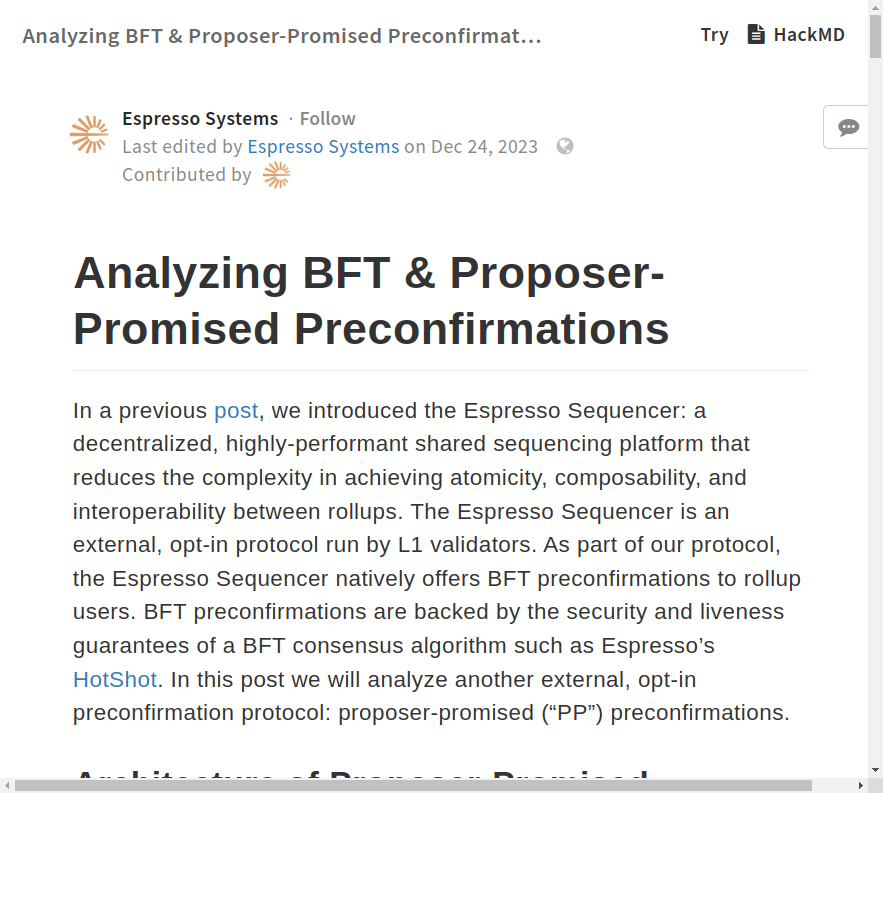 Analyzing BFT & Proposer-Promised Preconfirmat...
Try HackMD
Espresso Systems · Follow
Last edited by Espresso Systems on Dec 24, 2023
Contributed by
Analyzing BFT & Proposer-
Promised Preconfirmations
In a previous post, we introduced the Espresso Sequencer: a
decentralized, highly-performant shared sequencing platform that
reduces the complexity in achieving atomicity, composability, and
interoperability between rollups. The Espresso Sequencer is an
external, opt-in protocol run by L1 validators. As part of our protocol,
the Espresso Sequencer natively offers BFT preconfirmations to rollup
users. BFT preconfirmations are backed by the security and liveness
guarantees of a BFT consensus algorithm such as Espresso’s
HotShot. In this post we will analyze another external, opt-in
preconfirmation protocol: proposer-promised (“PP”) preconfirmations.
Architecture of Proposer-Promised